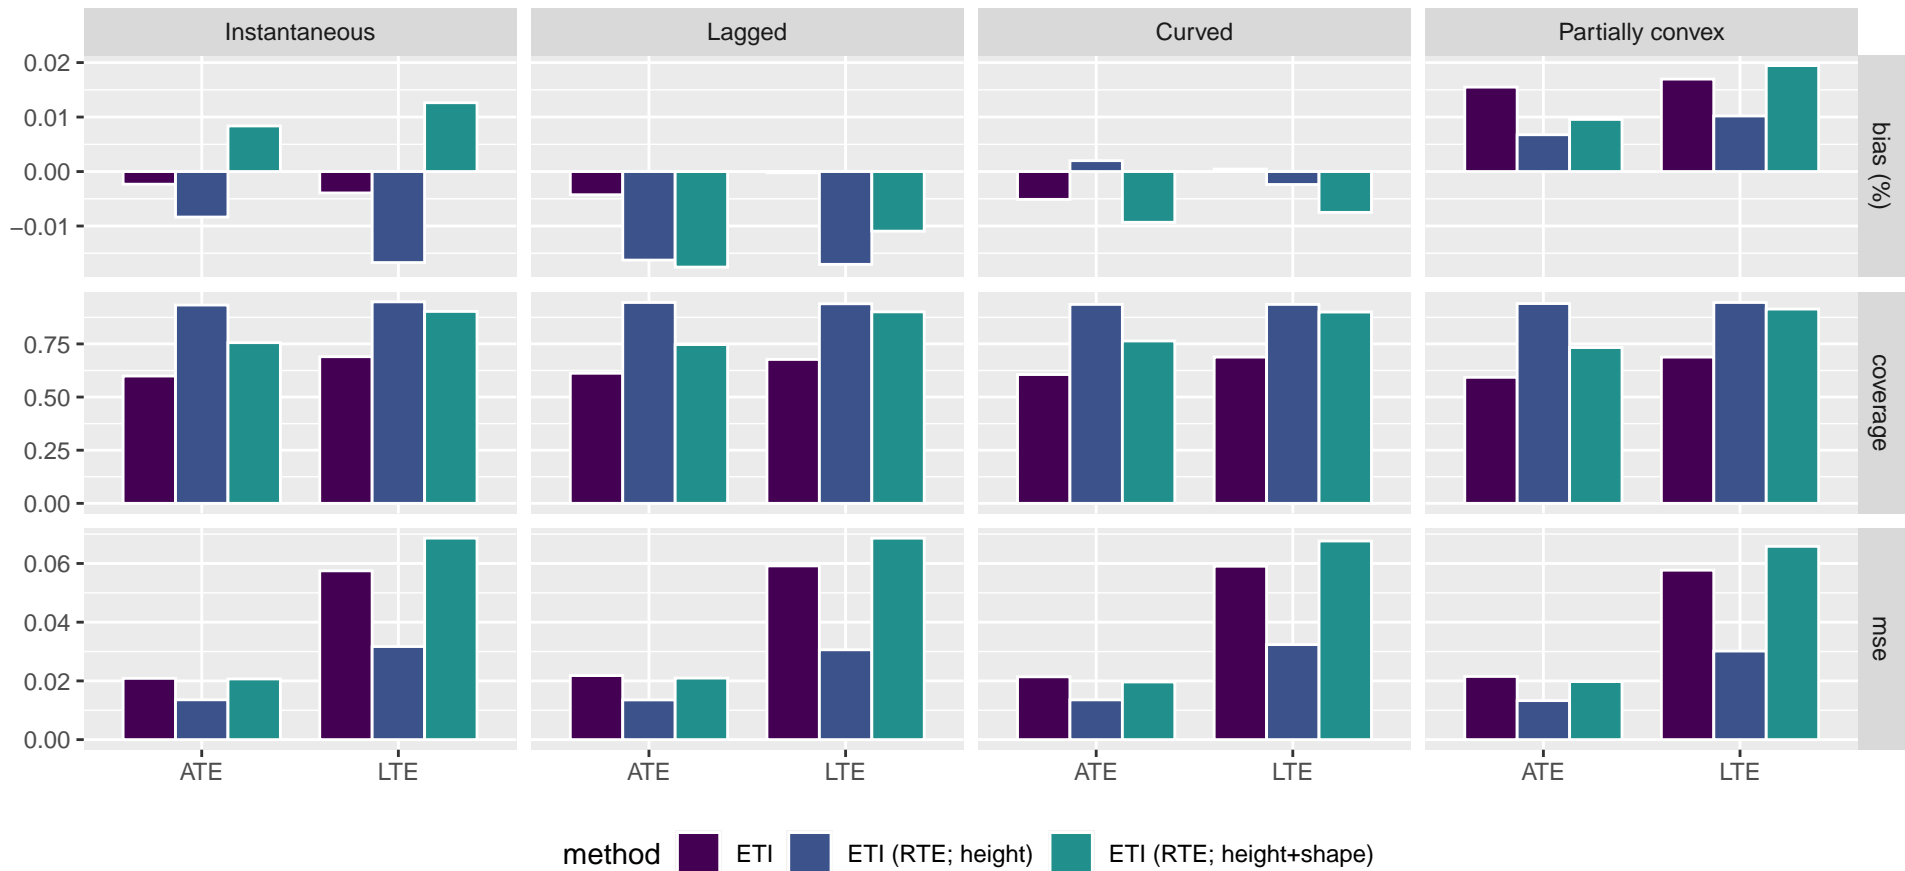 Instantaneous Lagged Curved Partially convex
0.02
0.01
0.00
−0.01
bias (%)
0.75
0.50
0.25
0.00
coverage
0.06
0.04
0.02
0.00
mse
ATE LTE ATE LTE ATE LTE ATE LTE
method ETI ETI (RTE; height) ETI (RTE; height+shape)